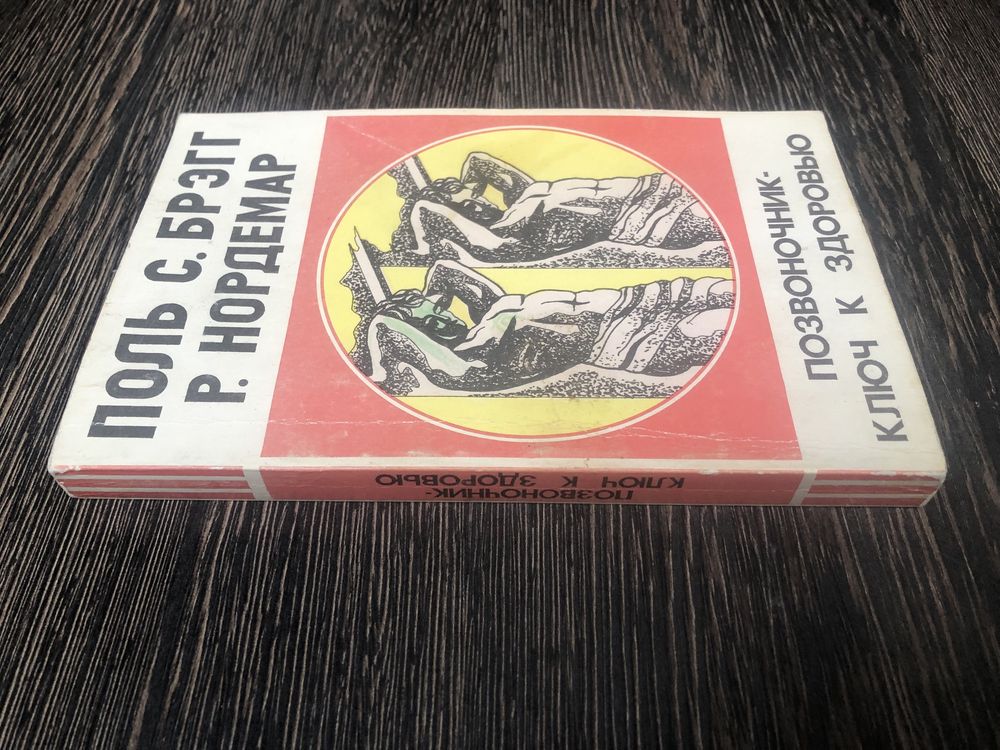 ПОЛЬ С. БРЭГГ
Р. НОРДЕМАР
ПОЗВОНОЧНИК-
КЛЮЧ К ЗДОРОВЬЮ
ПОЗВОНОЧНИК-
КЛЮЧ К ЗДОРОВЬЮ